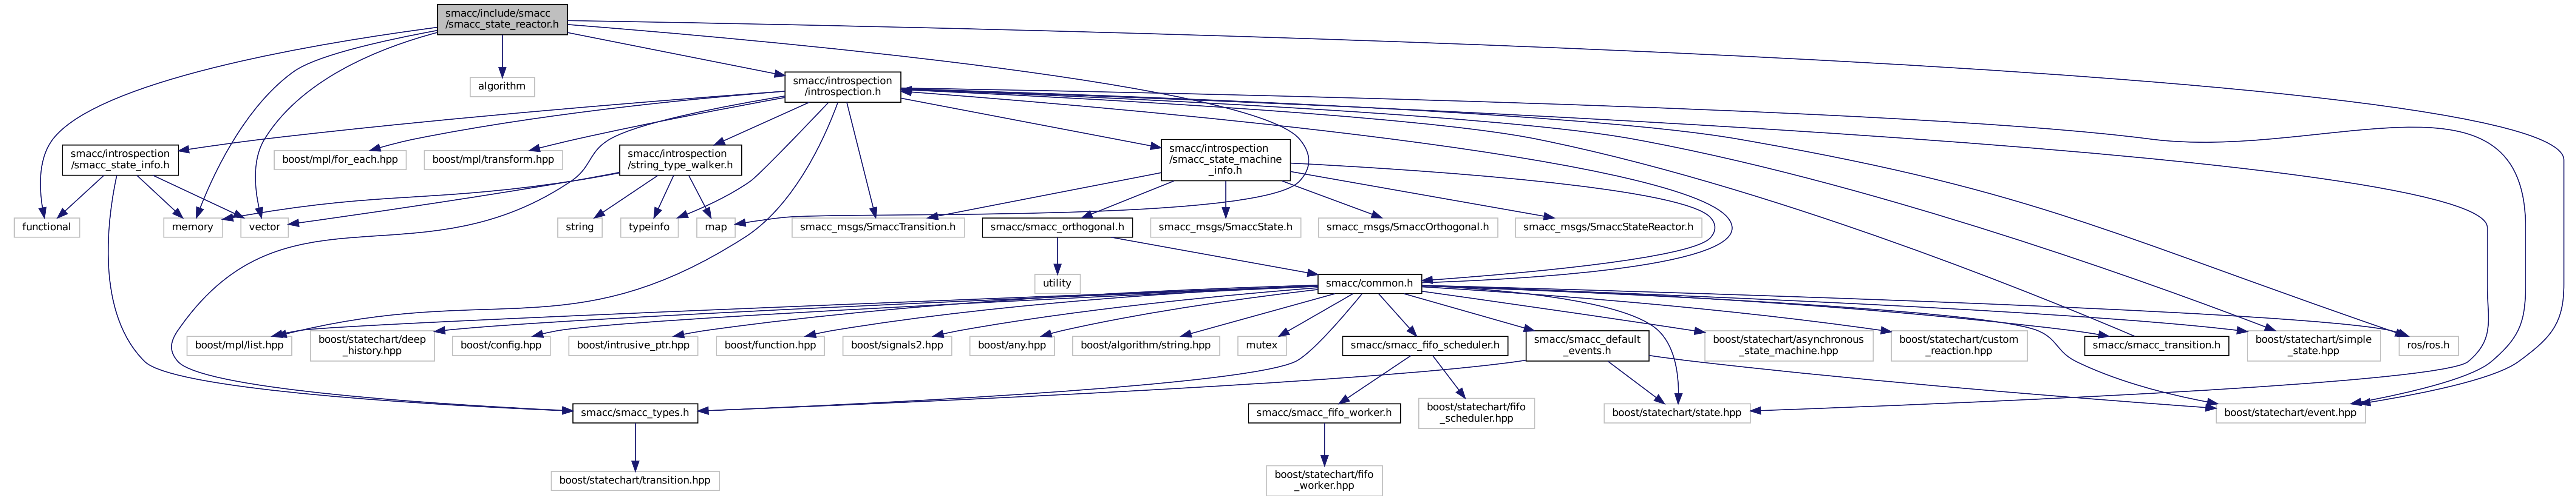 smacc/include/smacc
/smacc_state_reactor.h
algorithm
smacc/introspection
/introspection.h
smacc/introspection
/smacc_state_info.h
boost/mpl/for_each.hpp
boost/mpl/transform.hpp
smacc/introspection
/string_type_walker.h
smacc/introspection
/smacc_state_machine
_info.h
functional
memory
vector
string
typeinfo
map
smacc_msgs/SmaccTransition.h
smacc/smacc_orthogonal.h
smacc_msgs/SmaccState.h
smacc_msgs/SmaccOrthogonal.h
smacc_msgs/SmaccStateReactor.h
utility
smacc/common.h
boost/mpl/list.hpp
boost/statechart/deep
_history.hpp
boost/config.hpp
boost/intrusive_ptr.hpp
boost/function.hpp
boost/signals2.hpp
boost/any.hpp
boost/algorithm/string.hpp
mutex
smacc/smacc_fifo_scheduler.h
smacc/smacc_default
_events.h
boost/statechart/asynchronous
_state_machine.hpp
boost/statechart/custom
_reaction.hpp
smacc/smacc_transition.h
boost/statechart/simple
_state.hpp
ros/ros.h
smacc/smacc_types.h
smacc/smacc_fifo_worker.h
boost/statechart/fifo
_scheduler.hpp
boost/statechart/state.hpp
boost/statechart/event.hpp
boost/statechart/transition.hpp
boost/statechart/fifo
_worker.hpp